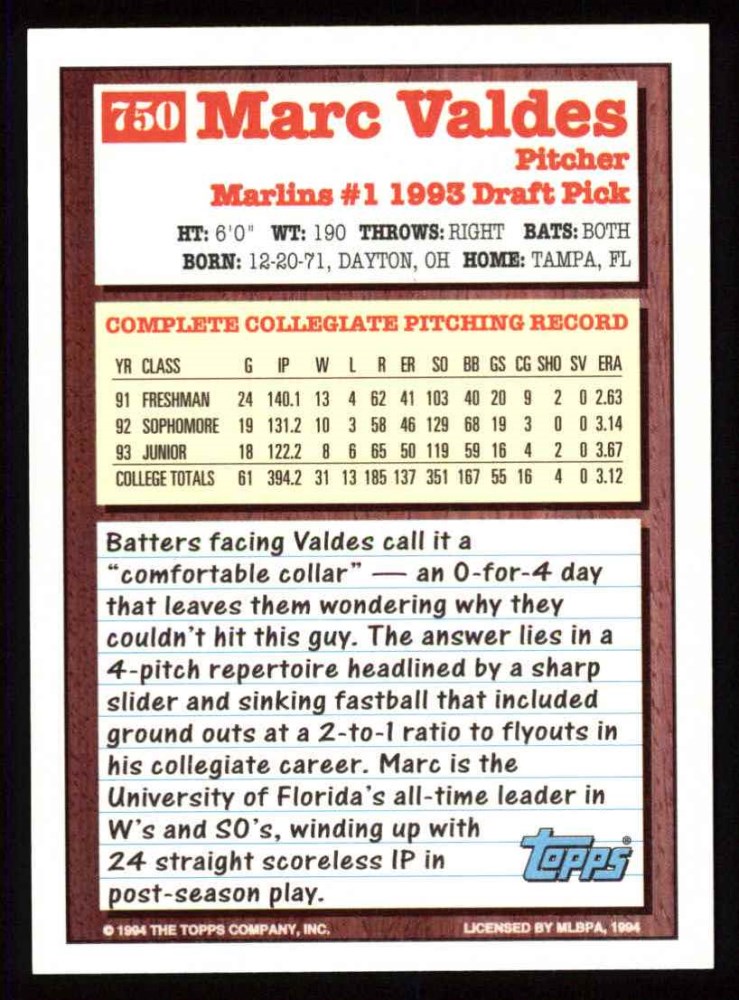 750 Marc Valdes
Pitcher
Marlins #1 1993 Draft Pick
HT: 6'0" WT: 190 THROWS: RIGHT BATS: BOTH
BORN: 12-20-71, DAYTON, OH HOME: TAMPA, FL
COMPLETE COLLEGIATE PITCHING RECORD
YR CLASS G IP W L R ER SO BB GS CG SHO SV ERA
91 FRESHMAN 24 140.1 13 4 62 41 103 40 20 9 2 0 2.63
92 SOPHOMORE 19 131.2 10 3 58 46 129 68 19 3 0 0 3.14
93 JUNIOR 18 122.2 8 6 65 50 119 59 16 4 2 0 3.67
COLLEGE TOTALS 61 394.2 31 13 185 137 351 167 55 16 4 0 3.12
Batters facing Valdes call it a
"comfortable collar" — an 0-for-4 day
that leaves them wondering why they
couldn't hit this guy. The answer lies in a
4-pitch repertoire headlined by a sharp
slider and sinking fastball that included
ground outs at a 2-to-1 ratio to flyouts in
his collegiate career. Marc is the
University of Florida's all-time leader in
W's and SO's, winding up with
24 straight scoreless IP in
post-season play.
Topps®
© 1994 THE TOPPS COMPANY, INC. LICENSED BY MLBPA, 1994